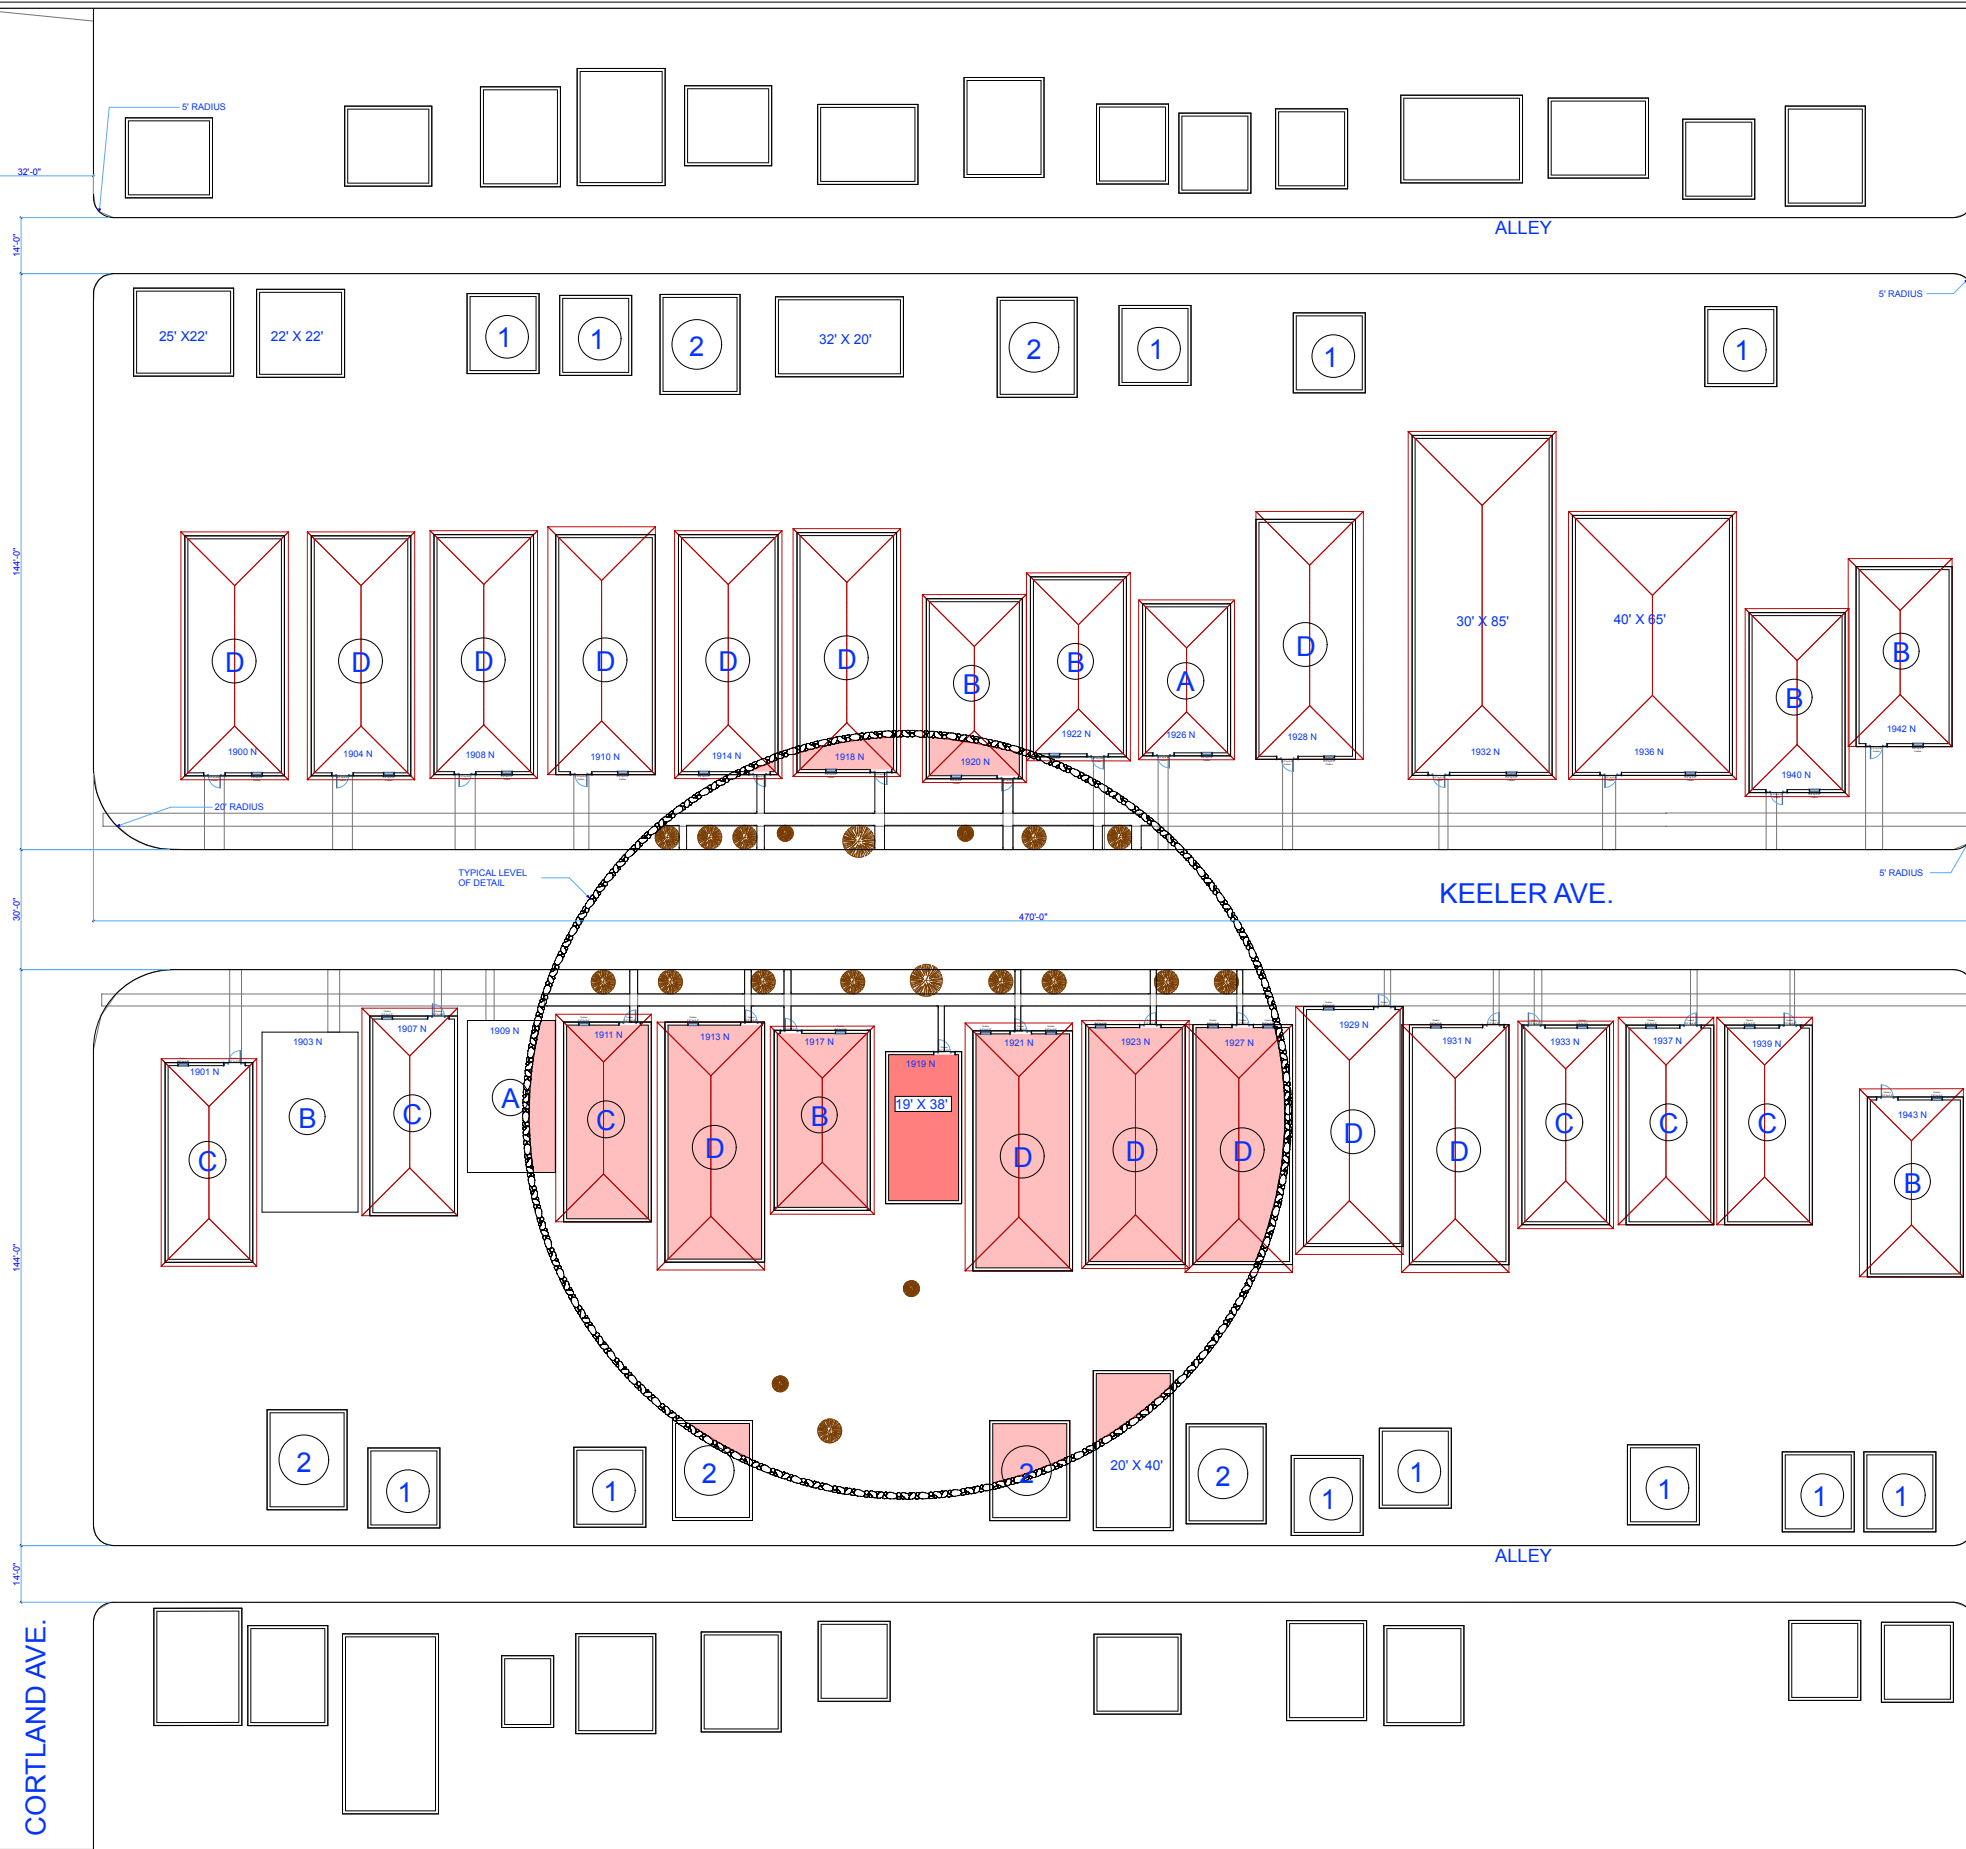 5' RADIUS
32'-0"
ALLEY
14'-0"
5' RADIUS
25' X22'
22' X 22'
1
1
2
32' X 20'
2
1
1
1
144'-0"
D
D
D
D
D
D
B
B
A
D
30' X 85'
40' X 65'
B
B
1900 N
1904 N
1908 N
1910 N
1914 N
1918 N
1920 N
1922 N
1926 N
1928 N
1932 N
1936 N
1940 N
1942 N
20' RADIUS
TYPICAL LEVEL
OF DETAIL
5' RADIUS
KEELER AVE.
30'-0"
470'-0"
1901 N
1903 N
1907 N
1909 N
1911 N
1913 N
1917 N
1919 N
1921 N
1923 N
1927 N
1929 N
1931 N
1933 N
1937 N
1939 N
1943 N
C
B
C
A
C
D
B
19' X 38'
D
D
D
D
D
C
C
C
B
144'-0"
2
1
1
2
2
20' X 40'
2
1
1
1
1
1
ALLEY
14'-0"
CORTLAND AVE.